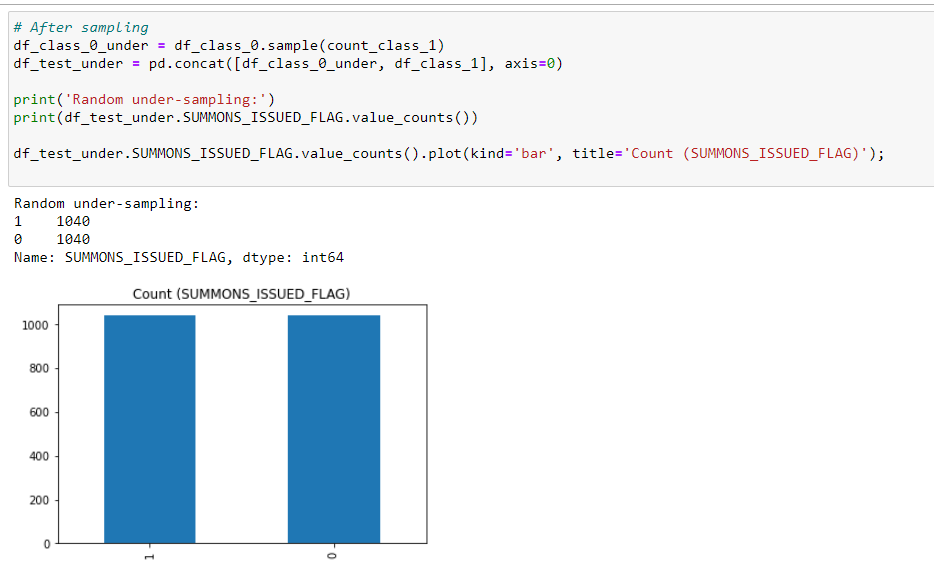 # After sampling
df_class_0_under = df_class_0.sample(count_class_1)
df_test_under = pd.concat([df_class_0_under, df_class_1], axis=0)
print('Random under-sampling:')
print(df_test_under.SUMMONS_ISSUED_FLAG.value_counts())
df_test_under.SUMMONS_ISSUED_FLAG.value_counts().plot(kind='bar', title='Count (SUMMONS_ISSUED_FLAG)');
Random under-sampling:
1    1040
0    1040
Name: SUMMONS_ISSUED_FLAG, dtype: int64
Count (SUMMONS_ISSUED_FLAG)
1000
800
600
400
200
0
1
0